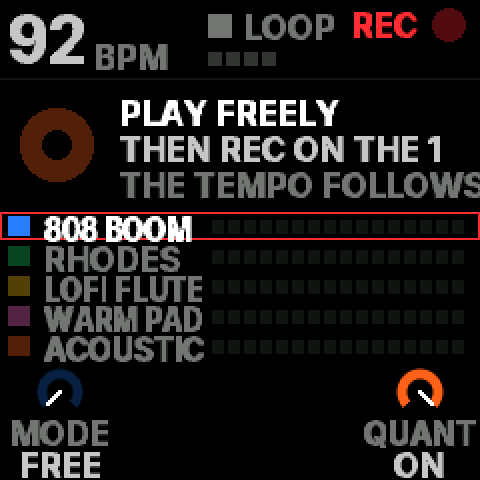 92 BPM LOOP REC
PLAY FREELY
THEN REC ON THE 1
THE TEMPO FOLLOWS
808 BOOM
RHODES
LOFI FLUTE
WARM PAD
ACOUSTIC
MODE QUANT
FREE ON